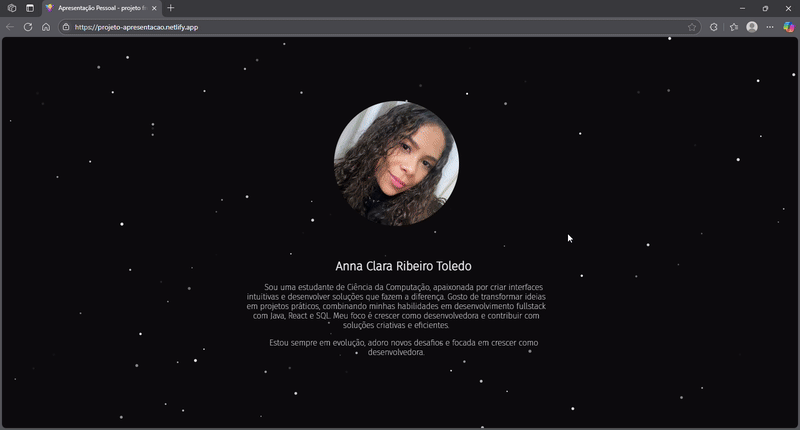 Apresentação Pessoal - projeto fr
https://projeto-apresentacao.netlify.app
Anna Clara Ribeiro Toledo
Sou uma estudante de Ciência da Computação, apaixonada por criar interfaces
intuitivas e desenvolver soluções que fazem a diferença. Gosto de transformar ideias
em projetos práticos, combinando minhas habilidades em desenvolvimento fullstack
com Java, React e SQL. Meu foco é crescer como desenvolvedora e contribuir com
soluções criativas e eficientes.
Estou sempre em evolução, adoro novos desafios e focada em crescer como
desenvolvedora.